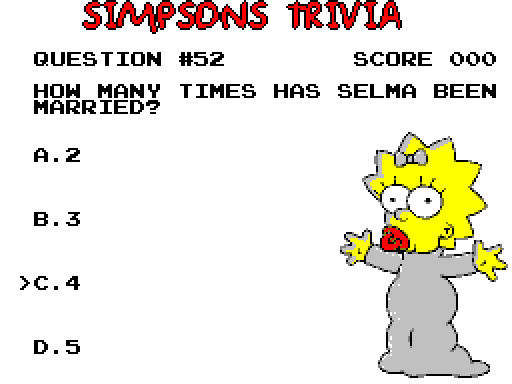 SIMPSONS TRIVIA
QUESTION #52 SCORE 000
HOW MANY TIMES HAS SELMA BEEN
MARRIED?
A.2
B.3
>C.4
D.5